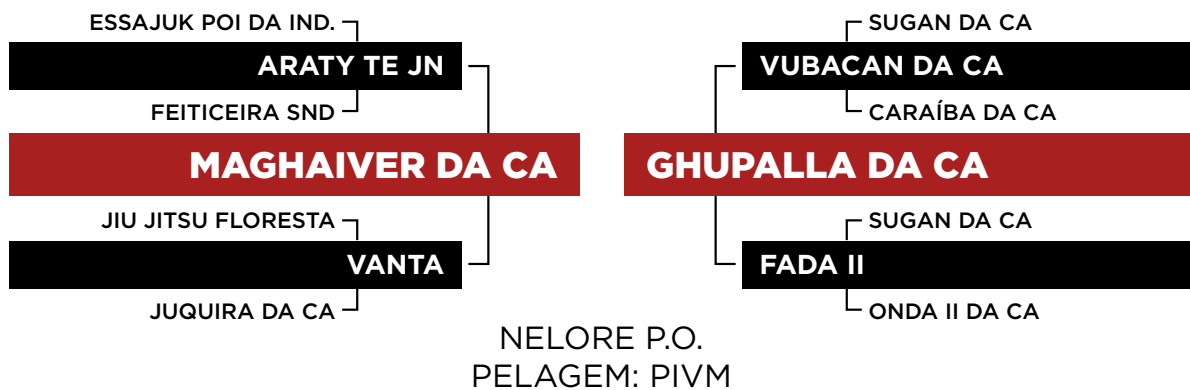 ESSAJUK POI DA IND.
ARATY TE JN
FEITICEIRA SND
MAGHAIVER DA CA
JIU JITSU FLORESTA
VANTA
JUQUIRA DA CA
SUGAN DA CA
VUBACAN DA CA
CARAÍBA DA CA
GHUPALLA DA CA
SUGAN DA CA
FADA II
ONDA II DA CA
NELORE P.O.
PELAGEM: PIVM